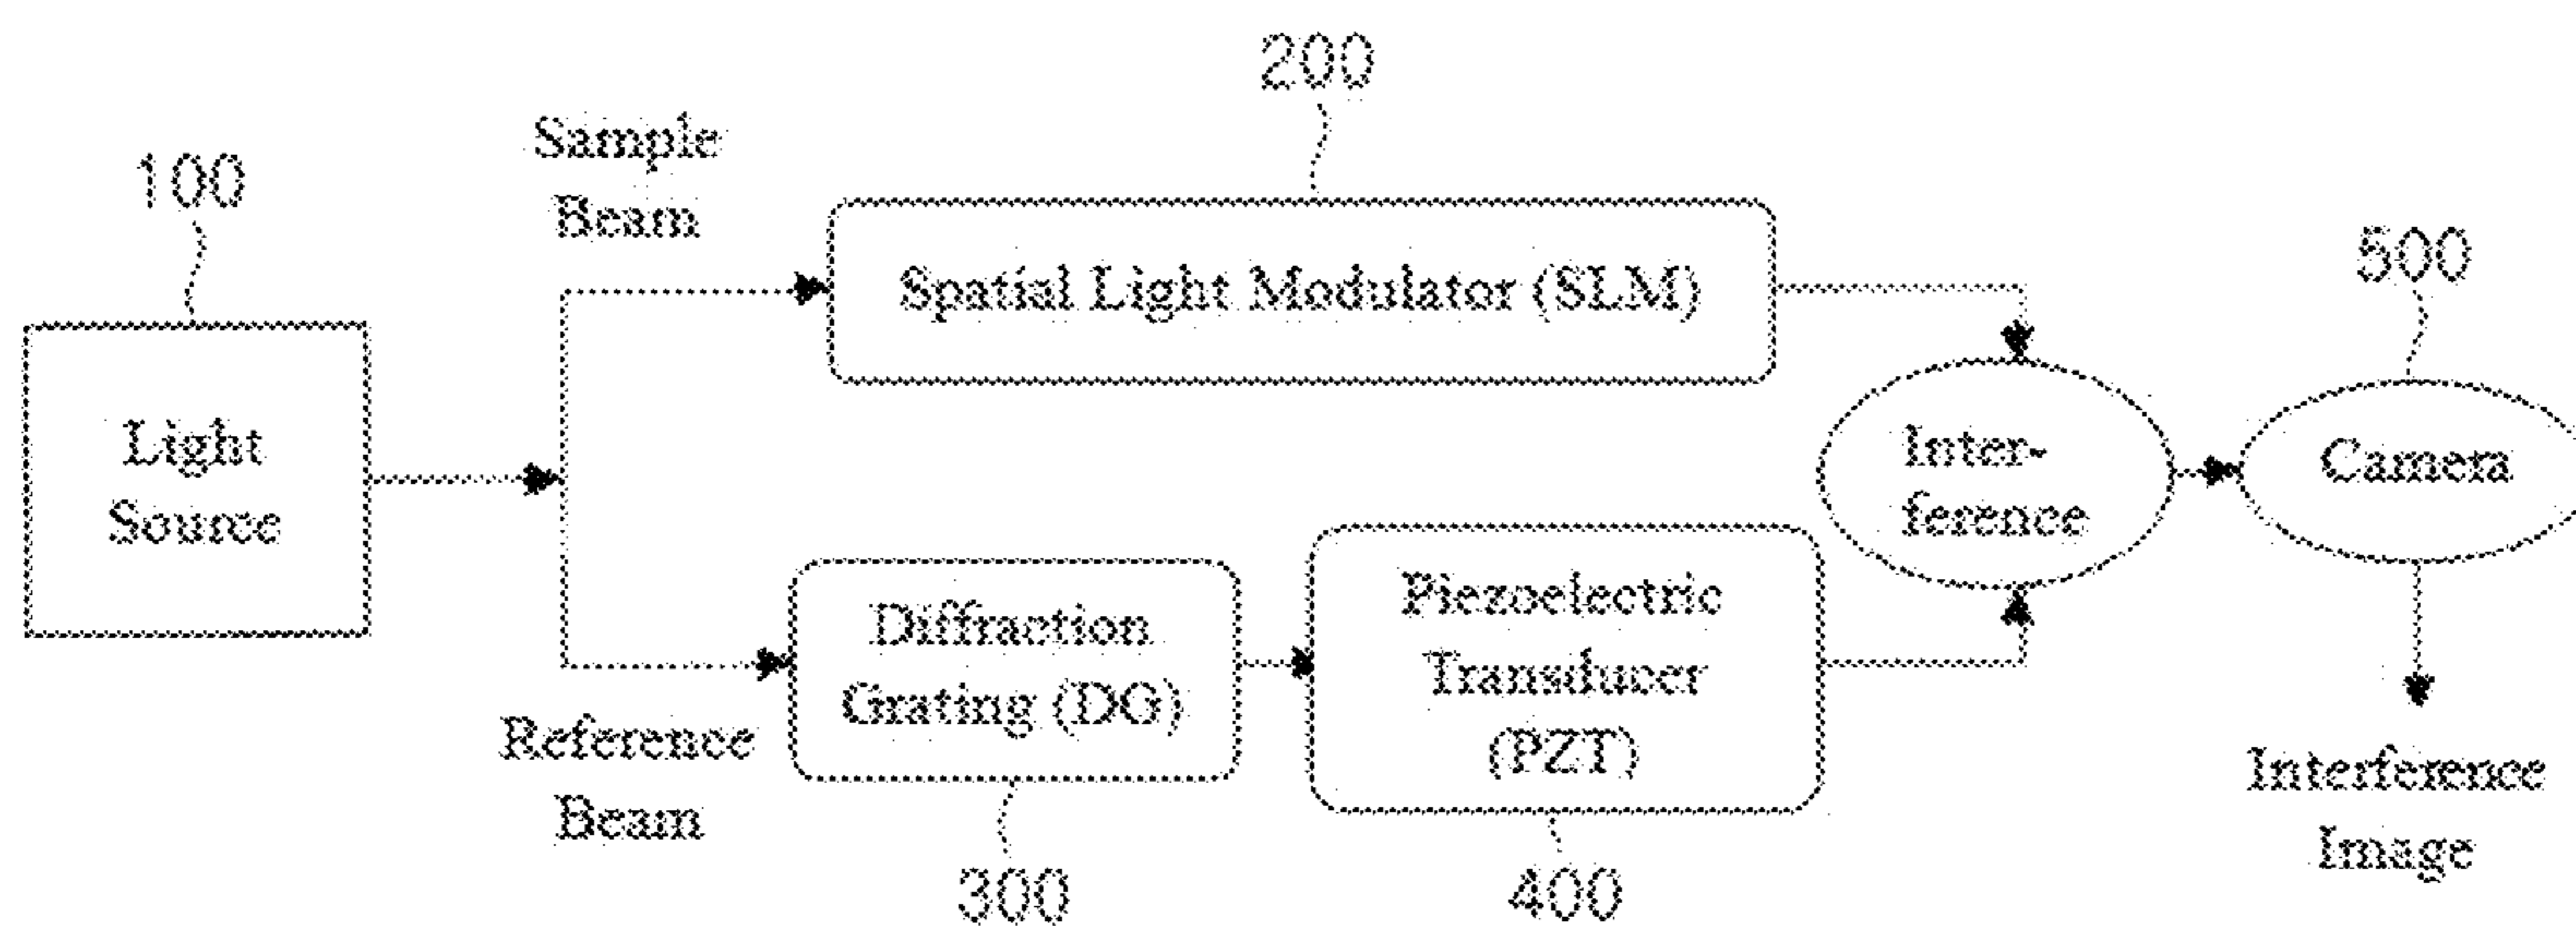 200
Sample
Beam
100
Spatial Light Modulator (SLM)
500
Light
Source
Inter-
ference
Camera
Diffraction
Grating (DG)
Piezoelectric
Transducer
(PZT)
Reference
Beam
Interference
Image
300
400